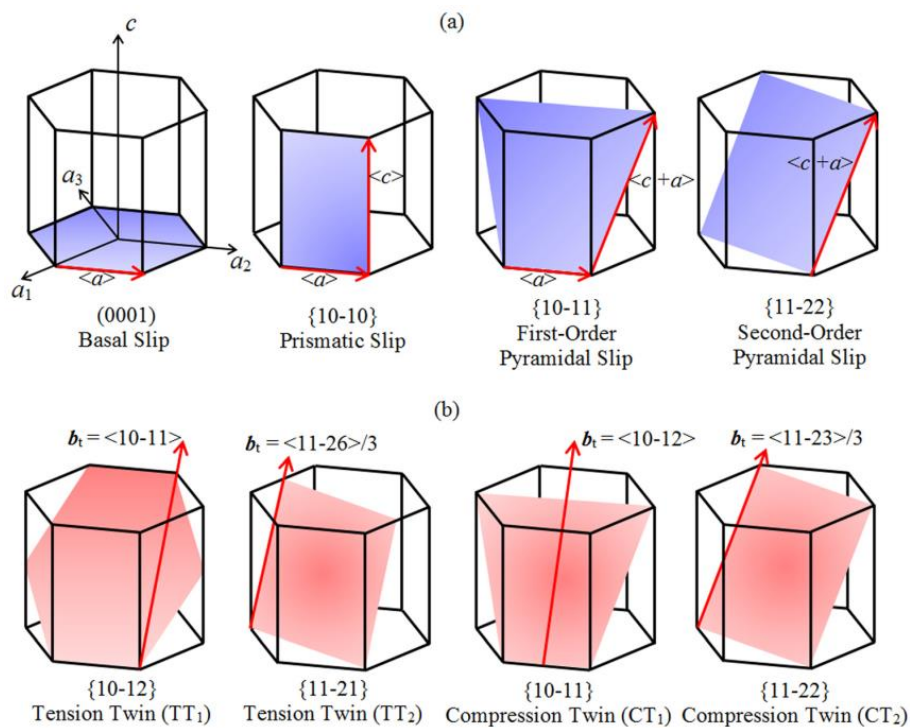 (a)
c
a3
a2
a1
<a>
<c>
<a>
<c+a>
<a>
<c+a>
(0001)
Basal Slip
{10-10}
Prismatic Slip
{10-11}
First-Order
Pyramidal Slip
{11-22}
Second-Order
Pyramidal Slip
(b)
bt = <10-11>
bt = <11-26>/3
bt = <10-12>
bt = <11-23>/3
{10-12}
Tension Twin (TT1)
{11-21}
Tension Twin (TT2)
{10-11}
Compression Twin (CT1)
{11-22}
Compression Twin (CT2)